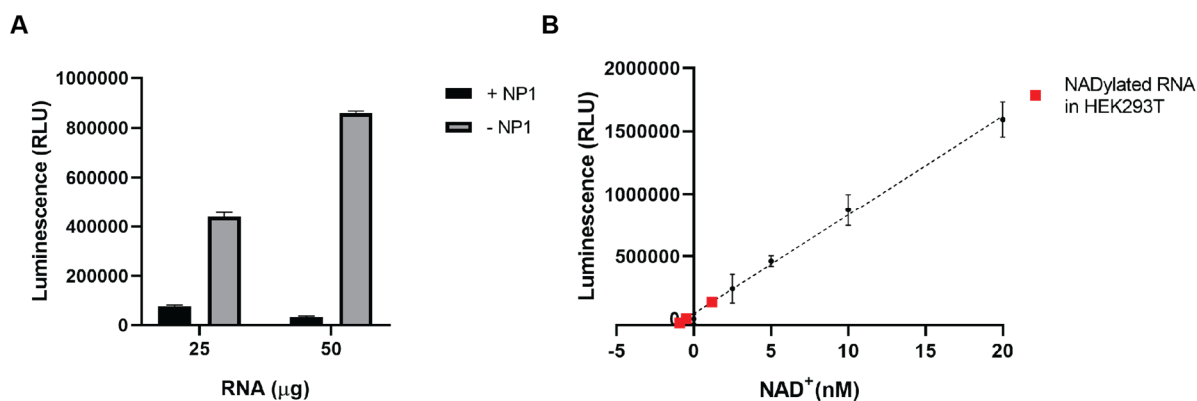 A
Luminescence (RLU)
1000000
800000
600000
400000
200000
0
25
50
RNA (μg)
+ NP1
- NP1
B
Luminescence (RLU)
2000000
1500000
1000000
500000
0
-5
0
5
10
15
20
NAD+(nM)
NADylated RNA
in HEK293T